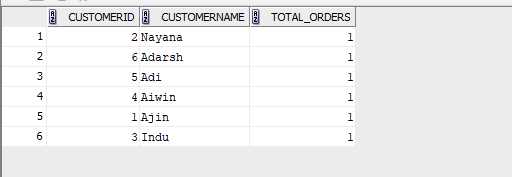 CUSTOMERID CUSTOMERNAME TOTAL_ORDERS
1 2 Nayana 1
2 6 Adarsh 1
3 5 Adi 1
4 4 Aiwin 1
5 1 Ajin 1
6 3 Indu 1